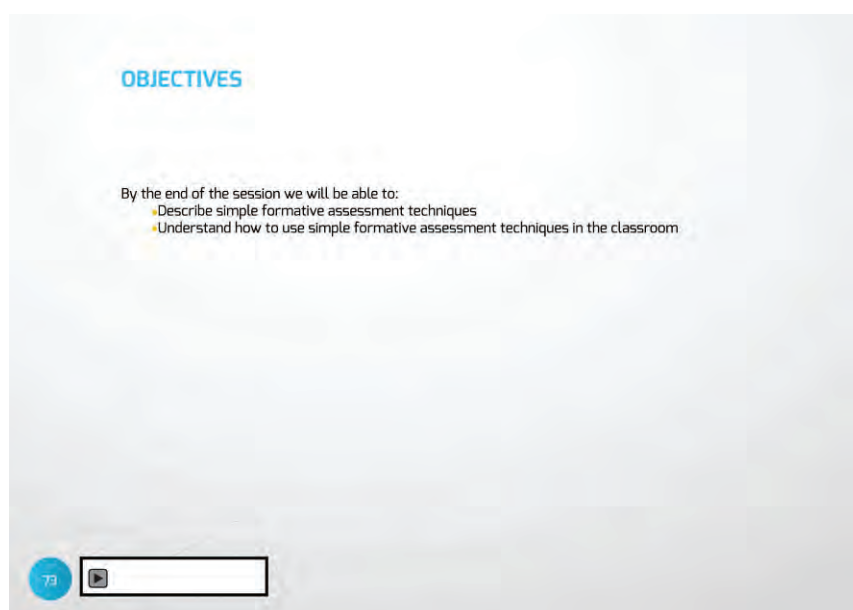 OBJECTIVES
By the end of the session we will be able to:
•Describe simple formative assessment techniques
•Understand how to use simple formative assessment techniques in the classroom
73